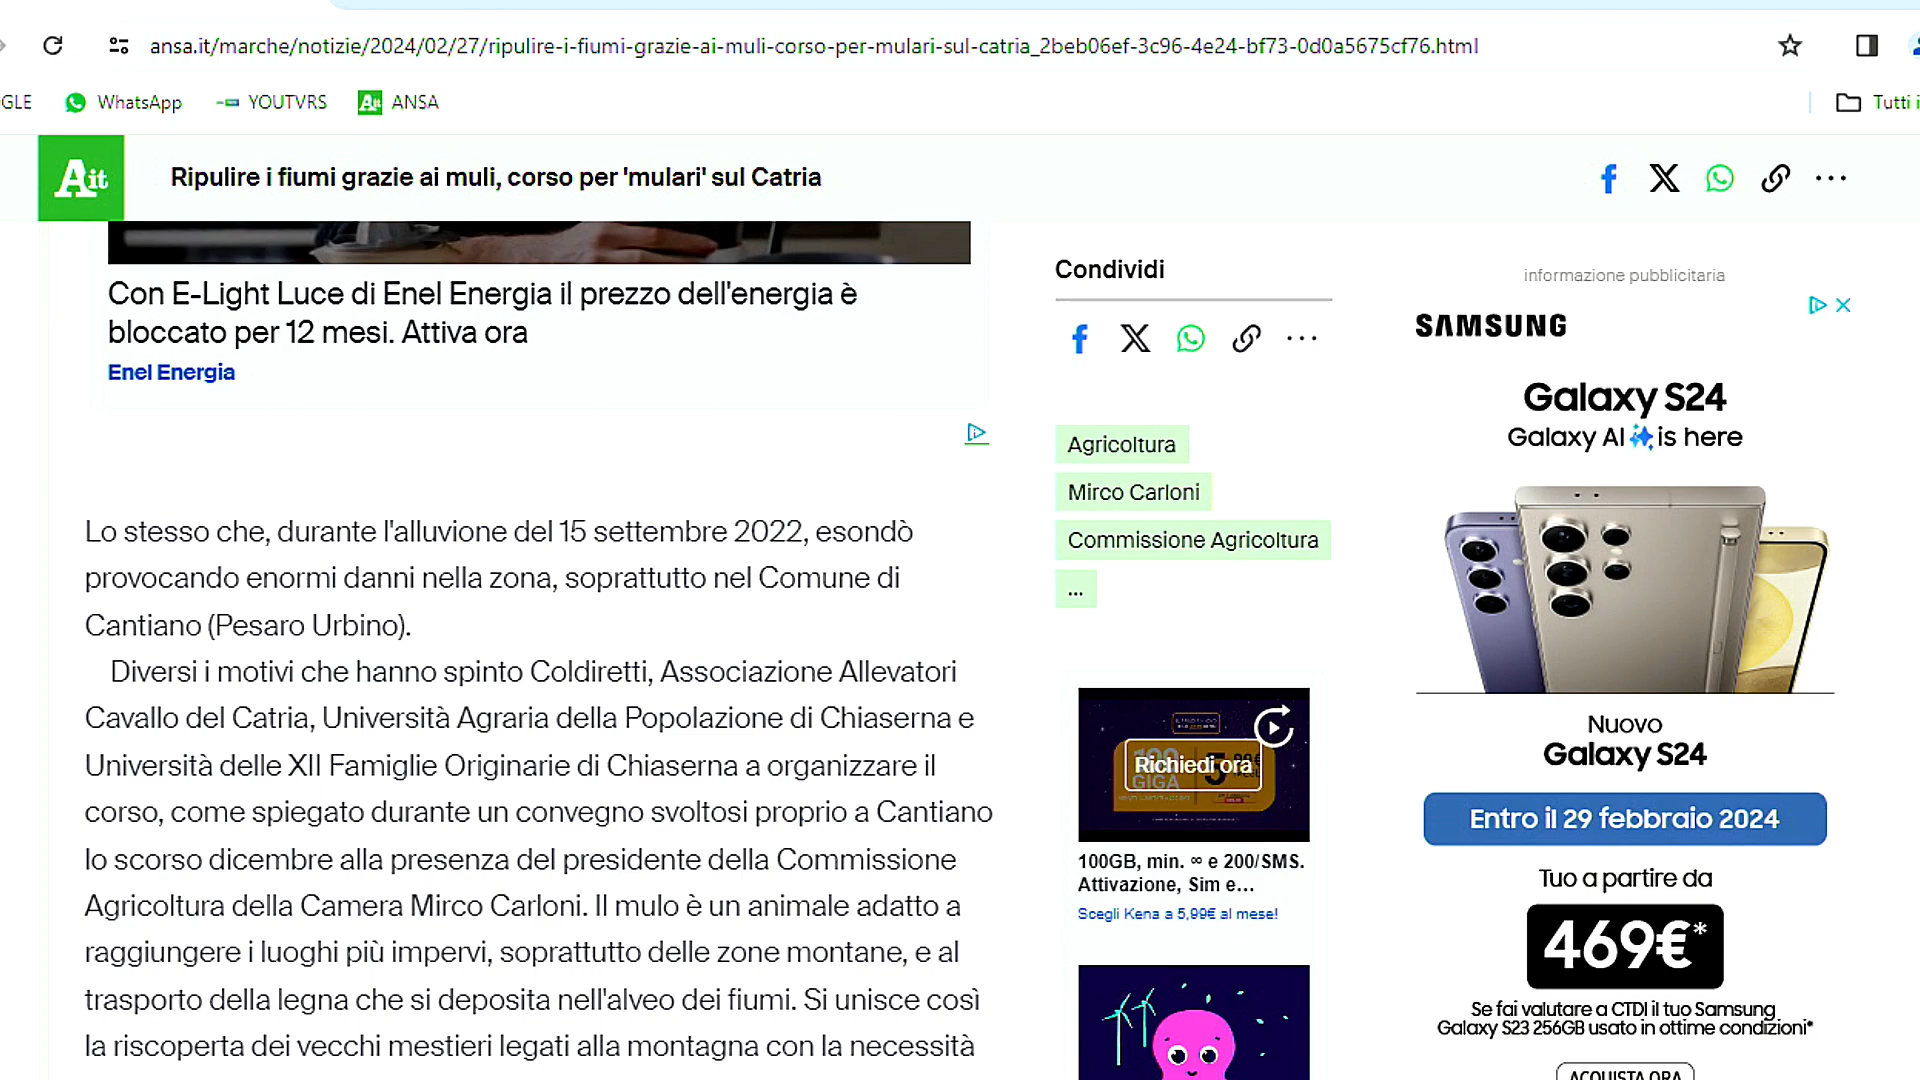 ansa.it/marche/notizie/2024/02/27/ripulire-i-fiumi-grazie-ai-muli-corso-per-mulari-sul-catria_2beb06ef-3c96-4e24-bf73-0d0a5675cf76.html
GLE WhatsApp YOUTVRS ANSA Tutti i
Ait Ripulire i fiumi grazie ai muli, corso per 'mulari' sul Catria
Con E-Light Luce di Enel Energia il prezzo dell'energia è
bloccato per 12 mesi. Attiva ora
Enel Energia
Lo stesso che, durante l'alluvione del 15 settembre 2022, esondò
provocando enormi danni nella zona, soprattutto nel Comune di
Cantiano (Pesaro Urbino).
Diversi i motivi che hanno spinto Coldiretti, Associazione Allevatori
Cavallo del Catria, Università Agraria della Popolazione di Chiaserna e
Università delle XII Famiglie Originarie di Chiaserna a organizzare il
corso, come spiegato durante un convegno svoltosi proprio a Cantiano
lo scorso dicembre alla presenza del presidente della Commissione
Agricoltura della Camera Mirco Carloni. Il mulo è un animale adatto a
raggiungere i luoghi più impervi, soprattutto delle zone montane, e al
trasporto della legna che si deposita nell'alveo dei fiumi. Si unisce così
la riscoperta dei vecchi mestieri legati alla montagna con la necessità
Condividi
Agricoltura
Mirco Carloni
Commissione Agricoltura
...
100 GIGA
Richiedi ora
100GB, min. ∞ e 200/SMS.
Attivazione, Sim e...
Scegli Kena a 5,99€ al mese!
informazione pubblicitaria
SAMSUNG
Galaxy S24
Galaxy AI is here
Nuovo
Galaxy S24
Entro il 29 febbraio 2024
Tuo a partire da
469€*
Se fai valutare a CTDI il tuo Samsung
Galaxy S23 256GB usato in ottime condizioni*
ACQUISTA ORA